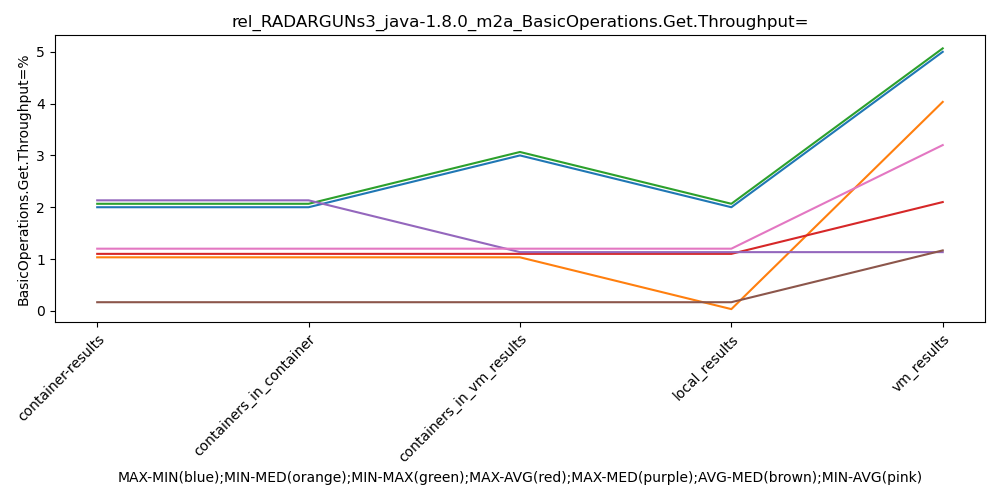 rel_RADARGUNs3_java-1.8.0_m2a_BasicOperations.Get.Throughput=
BasicOperations.Get.Throughput=%
5
4
3
2
1
0
container-results
containers_in_container
containers_in_vm_results
local_results
vm_results
MAX-MIN(blue);MIN-MED(orange);MIN-MAX(green);MAX-AVG(red);MAX-MED(purple);AVG-MED(brown);MIN-AVG(pink)